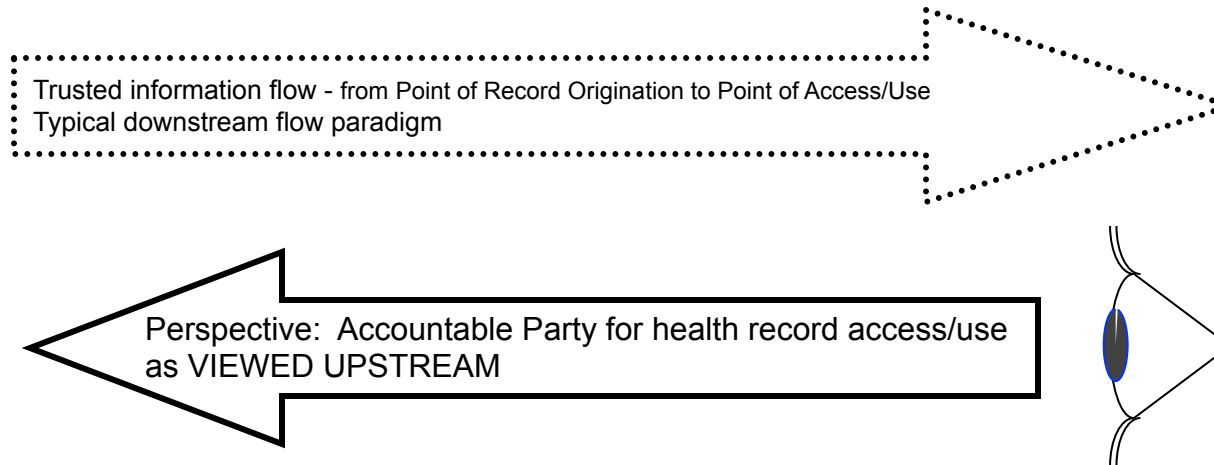 Trusted information flow - from Point of Record Origination to Point of Access/Use
Typical downstream flow paradigm
Perspective:  Accountable Party for health record access/use
as VIEWED UPSTREAM